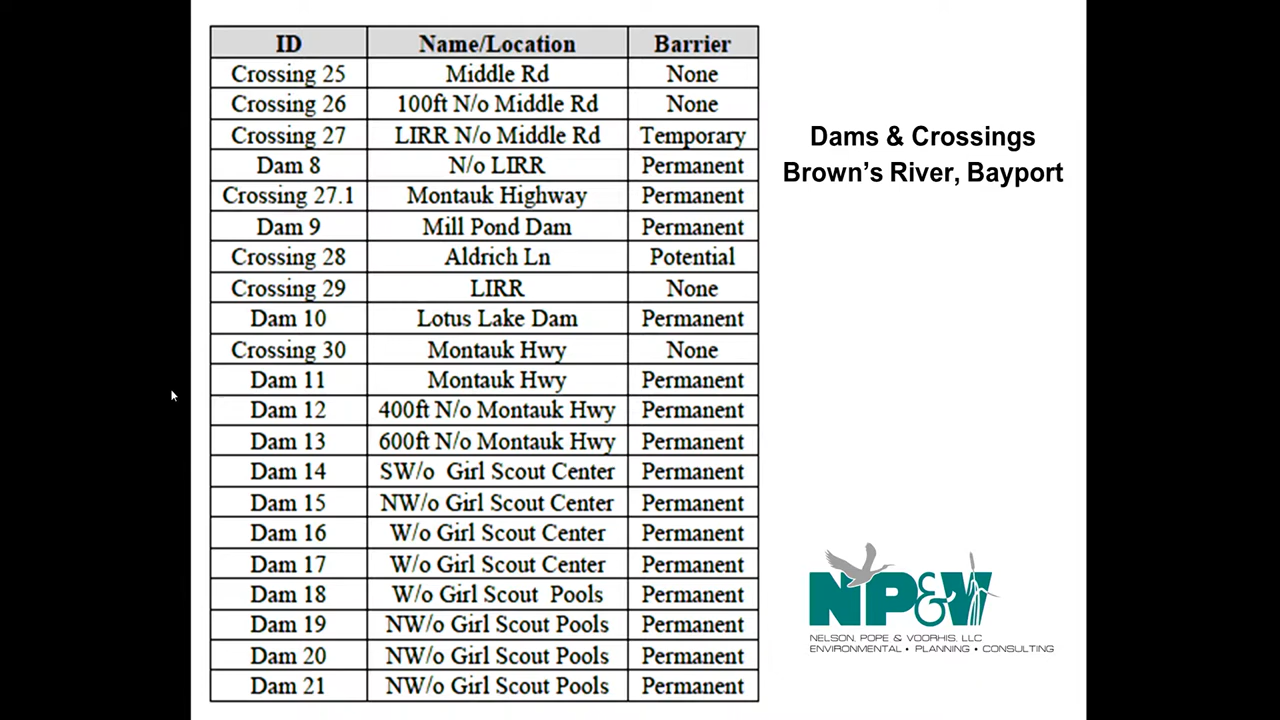 ID Name/Location Barrier
Crossing 25 Middle Rd None
Crossing 26 100ft N/o Middle Rd None
Crossing 27 LIRR N/o Middle Rd Temporary
Dam 8 N/o LIRR Permanent
Crossing 27.1 Montauk Highway Permanent
Dam 9 Mill Pond Dam Permanent
Crossing 28 Aldrich Ln Potential
Crossing 29 LIRR None
Dam 10 Lotus Lake Dam Permanent
Crossing 30 Montauk Hwy None
Dam 11 Montauk Hwy Permanent
Dam 12 400ft N/o Montauk Hwy Permanent
Dam 13 600ft N/o Montauk Hwy Permanent
Dam 14 SW/o Girl Scout Center Permanent
Dam 15 NW/o Girl Scout Center Permanent
Dam 16 W/o Girl Scout Center Permanent
Dam 17 W/o Girl Scout Center Permanent
Dam 18 W/o Girl Scout Pools Permanent
Dam 19 NW/o Girl Scout Pools Permanent
Dam 20 NW/o Girl Scout Pools Permanent
Dam 21 NW/o Girl Scout Pools Permanent
Dams & Crossings
Brown's River, Bayport
NP&V
NELSON, POPE & VOORHIS, LLC
ENVIRONMENTAL • PLANNING • CONSULTING